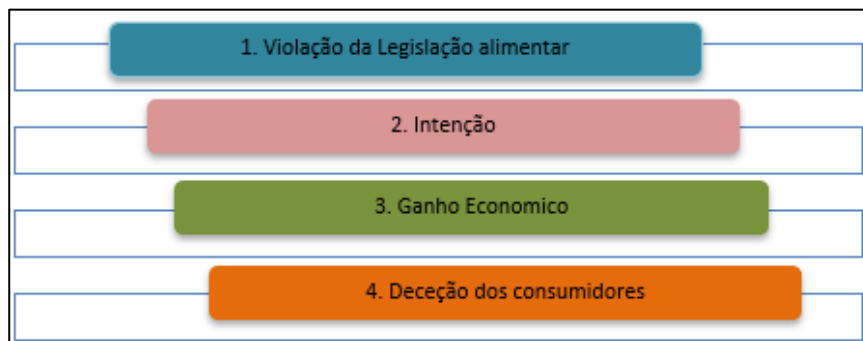 1. Violação da Legislação alimentar
2. Intenção
3. Ganho Economico
4. Deceção dos consumidores